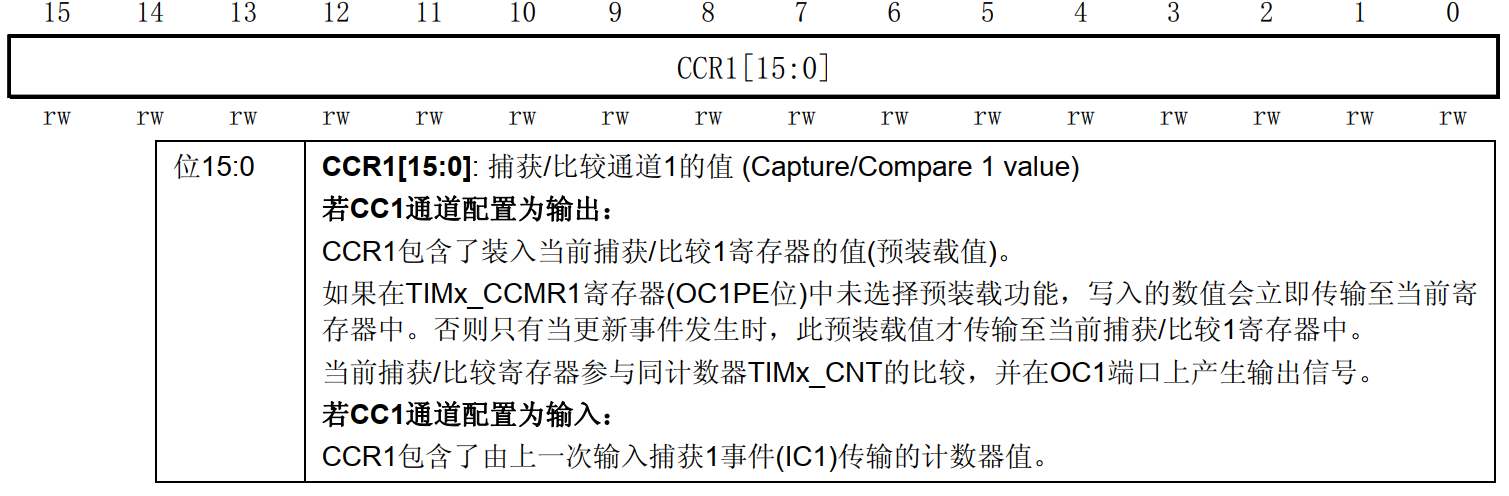 15 14 13 12 11 10 9 8 7 6 5 4 3 2 1 0
CCR1[15:0]
rw rw rw rw rw rw rw rw rw rw rw rw rw rw rw rw
位15:0 CCR1[15:0]: 捕获/比较通道1的值 (Capture/Compare 1 value)
若CC1通道配置为输出：
CCR1包含了装入当前捕获/比较1寄存器的值(预装载值)。
如果在TIMx_CCMR1寄存器(OC1PE位)中未选择预装载功能，写入的数值会立即传输至当前寄
存器中。否则只有当更新事件发生时，此预装载值才传输至当前捕获/比较1寄存器中。
当前捕获/比较寄存器参与同计数器TIMx_CNT的比较，并在OC1端口上产生输出信号。
若CC1通道配置为输入：
CCR1包含了由上一次输入捕获1事件(IC1)传输的计数器值。